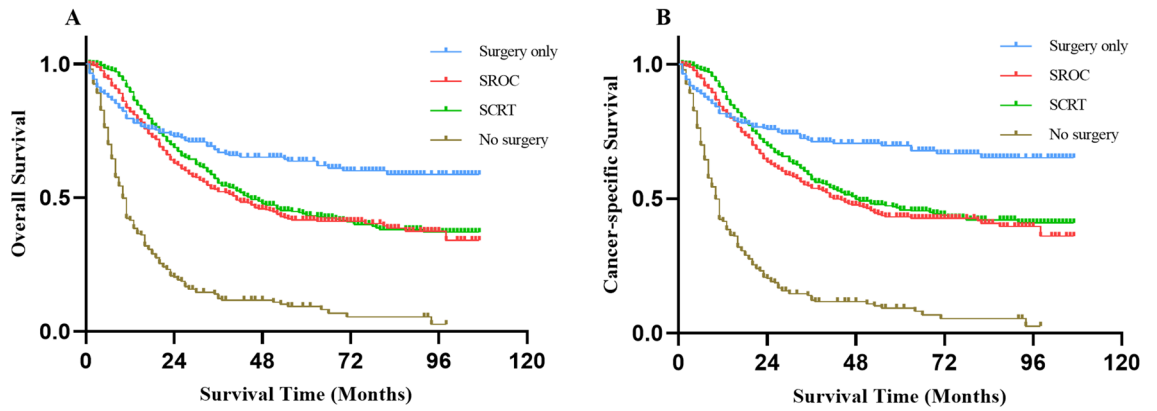 A
Overall Survival
1.0
0.5
0.0
0
24
48
72
96
120
Survival Time (Months)
Surgery only
SROC
SCRT
No surgery
B
Cancer-specific Survival
1.0
0.5
0.0
0
24
48
72
96
120
Survival Time (Months)
Surgery only
SROC
SCRT
No surgery